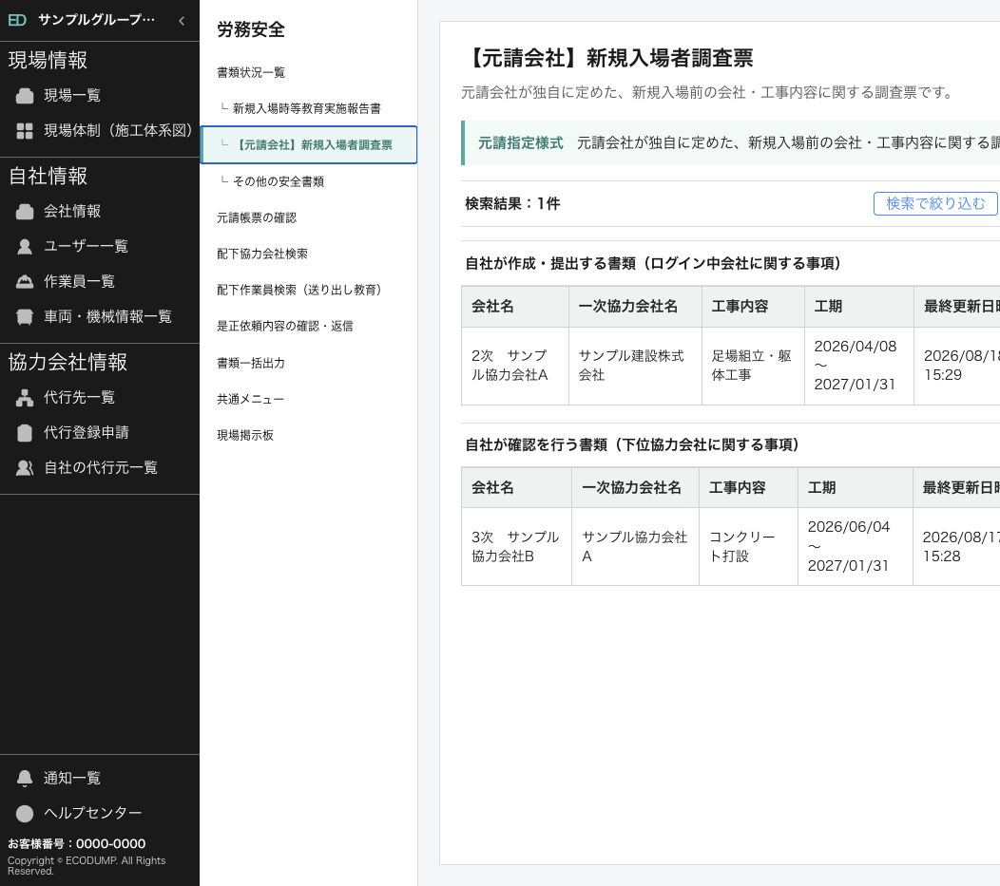 ED サンプルグループ…
現場情報
現場一覧
現場体制（施工体系図）
自社情報
会社情報
ユーザー一覧
作業員一覧
車両・機械情報一覧
協力会社情報
代行先一覧
代行登録申請
自社の代行元一覧
通知一覧
ヘルプセンター
お客様番号：0000-0000
Copyright © ECODUMP. All Rights
Reserved.
労務安全
書類状況一覧
└ 新規入場時等教育実施報告書
└ 【元請会社】新規入場者調査票
└ その他の安全書類
元請帳票の確認
配下協力会社検索
配下作業員検索（送り出し教育）
是正依頼内容の確認・返信
書類一括出力
共通メニュー
現場掲示板
【元請会社】新規入場者調査票
元請会社が独自に定めた、新規入場前の会社・工事内容に関する調査票です。
元請指定様式 元請会社が独自に定めた、新規入場前の会社・工事内容に関する
検索結果：1件
検索で絞り込む
自社が作成・提出する書類（ログイン中会社に関する事項）
会社名 一次協力会社名 工事内容 工期 最終更新日
2次　サンプ
ル協力会社A
サンプル建設株式
会社
足場組立・躯
体工事
2026/04/08
～
2027/01/31
2026/08/18
15:29
自社が確認を行う書類（下位協力会社に関する事項）
会社名 一次協力会社名 工事内容 工期 最終更新日
3次　サンプル
協力会社B
サンプル協力会社
A
コンクリー
ト打設
2026/06/04
～
2027/01/31
2026/08/17
15:28